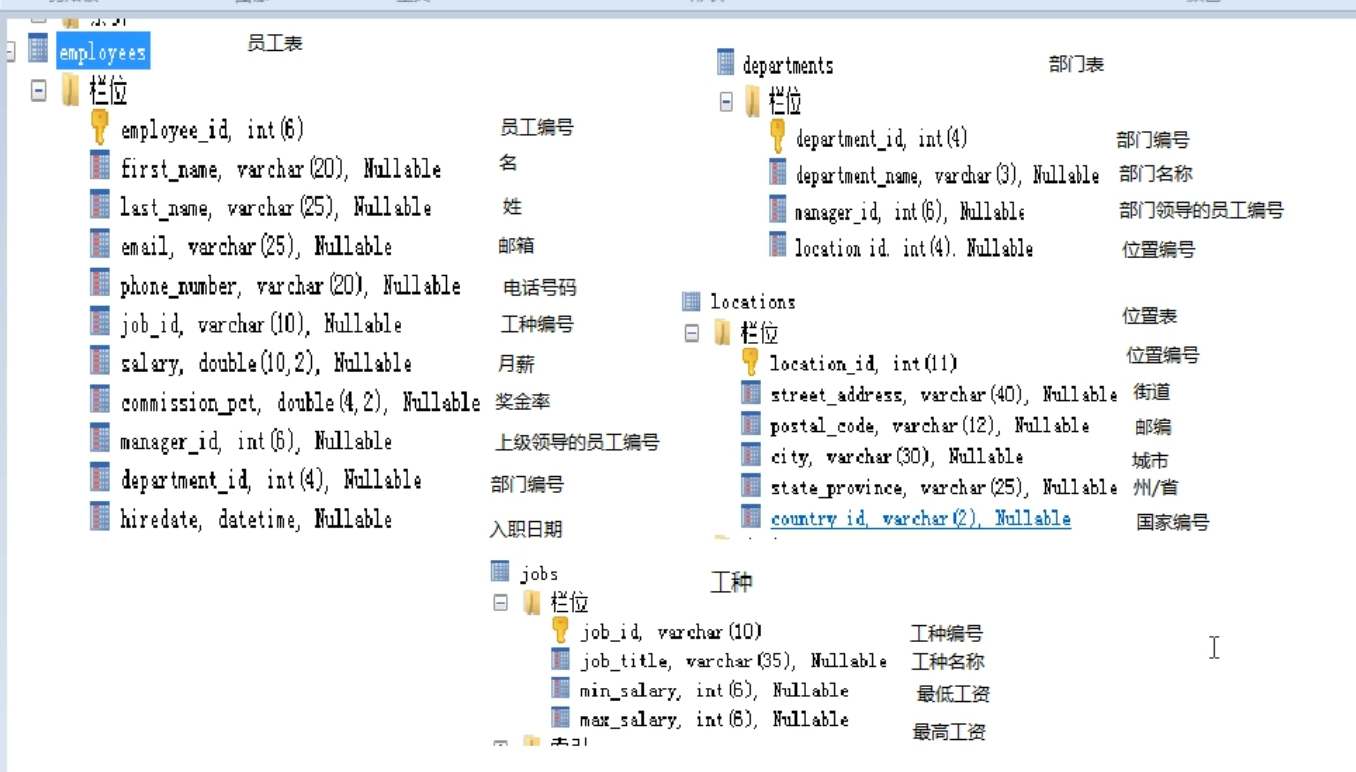 employees
员工表
栏位
employee_id, int(6)
员工编号
first_name, varchar(20), Nullable
名
last_name, varchar(25), Nullable
姓
email, varchar(25), Nullable
邮箱
phone_number, varchar(20), Nullable
电话号码
job_id, varchar(10), Nullable
工种编号
salary, double(10,2), Nullable
月薪
commission_pct, double(4,2), Nullable
奖金率
manager_id, int(6), Nullable
上级领导的员工编号
department_id, int(4), Nullable
部门编号
hiredate, datetime, Nullable
入职日期
departments
部门表
栏位
department_id, int(4)
部门编号
department_name, varchar(3), Nullable
部门名称
manager_id, int(6), Nullable
部门领导的员工编号
location_id, int(4), Nullable
位置编号
locations
位置表
栏位
location_id, int(11)
位置编号
street_address, varchar(40), Nullable
街道
postal_code, varchar(12), Nullable
邮编
city, varchar(30), Nullable
城市
state_province, varchar(25), Nullable
州/省
country_id, varchar(2), Nullable
国家编号
jobs
工种
栏位
job_id, varchar(10)
工种编号
job_title, varchar(35), Nullable
工种名称
min_salary, int(6), Nullable
最低工资
max_salary, int(6), Nullable
最高工资